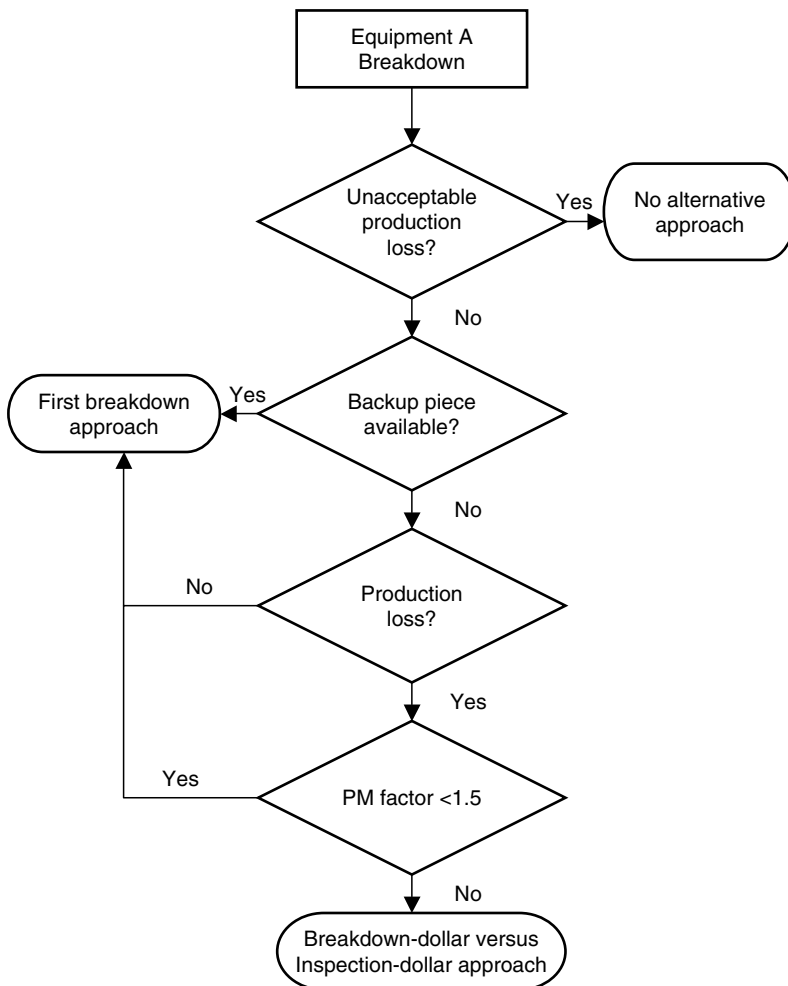 Equipment A
Breakdown
Unacceptable
production
loss?
Yes
No alternative
approach
No
First breakdown
approach
Yes
Backup piece
available?
No
No
Production
loss?
Yes
Yes
PM factor <1.5
No
Breakdown-dollar versus
Inspection-dollar approach